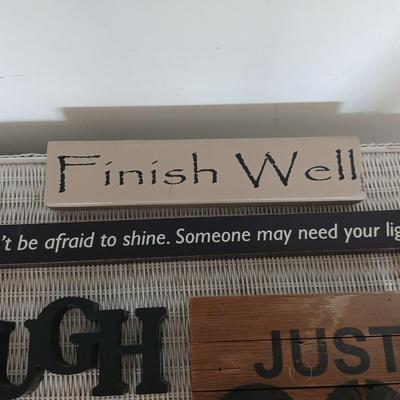 Finish Well
't be afraid to shine. Someone may need your lig
UGH
JUST